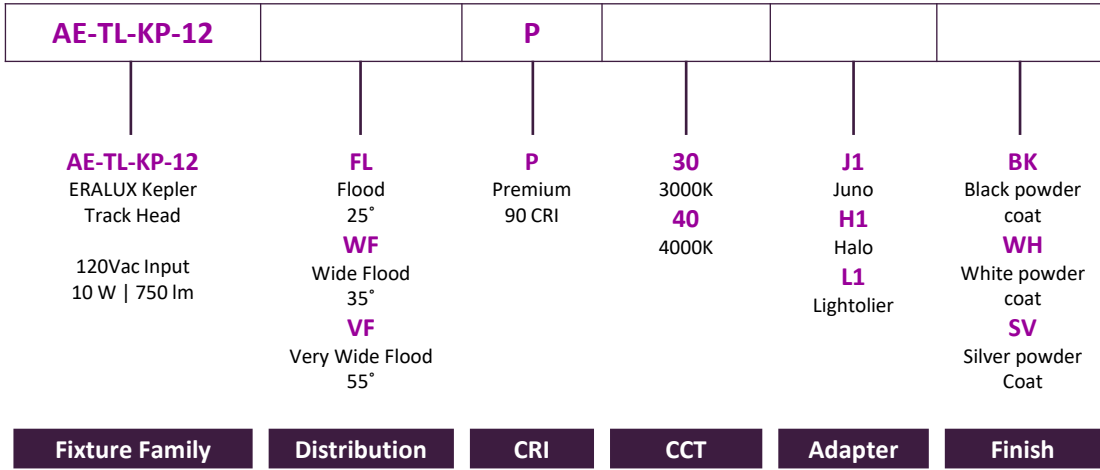 AE-TL-KP-12
P
AE-TL-KP-12
ERALUX Kepler
Track Head
120Vac Input
10 W | 750 lm
FL
Flood
25˚
WF
Wide Flood
35˚
VF
Very Wide Flood
55˚
P
Premium
90 CRI
30
3000K
40
4000K
J1
Juno
H1
Halo
L1
Lightolier
BK
Black powder
coat
WH
White powder
coat
SV
Silver powder
Coat
Fixture Family
Distribution
CRI
CCT
Adapter
Finish